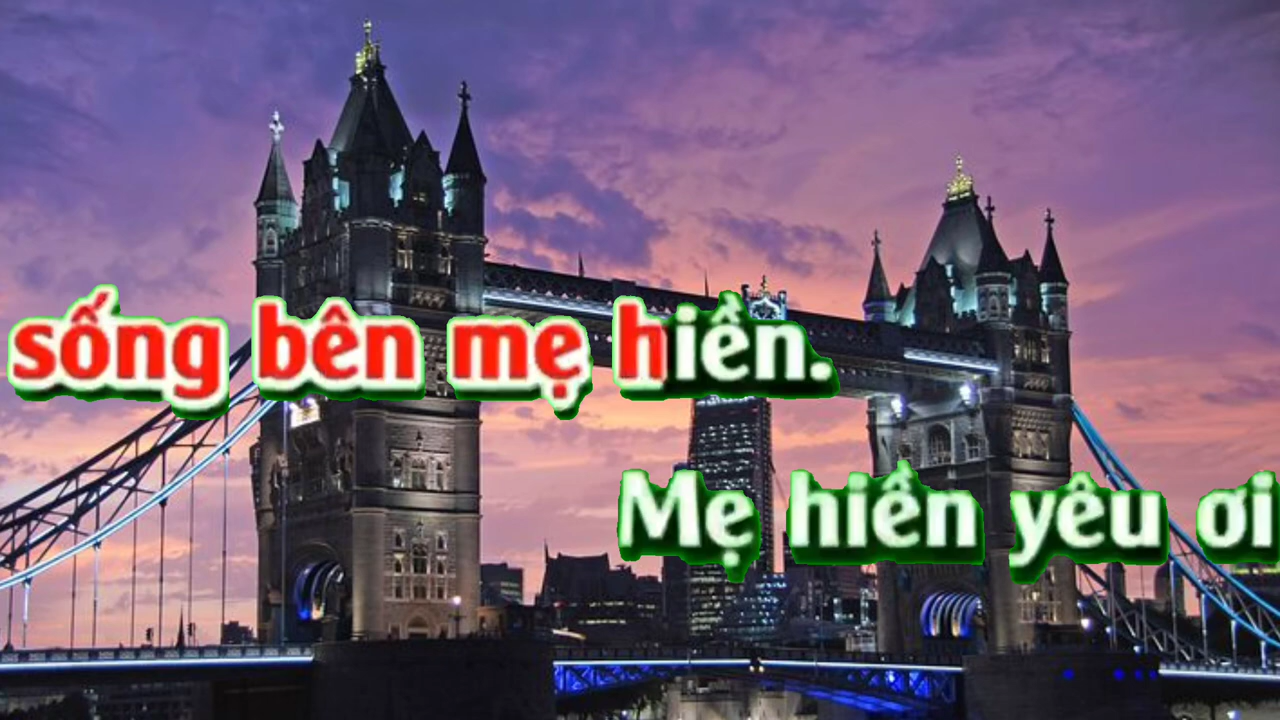 sống bên mẹ hiền.
Mẹ hiền yêu ơi